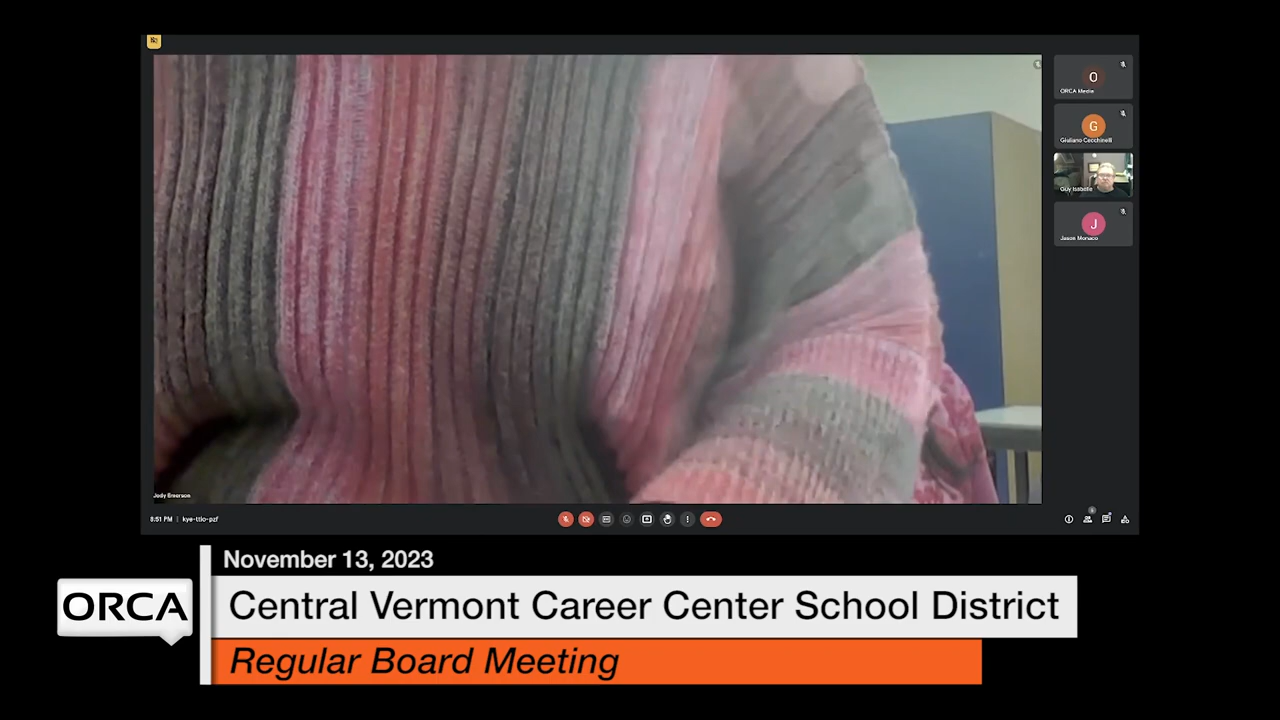 O
ORCA Media
G
Giuliano Cecchinelli
Guy Isabelle
J
Jason Monaco
Jody Emerson
8:51 PM | kye-ttio-pzf
November 13, 2023
ORCA
Central Vermont Career Center School District
Regular Board Meeting